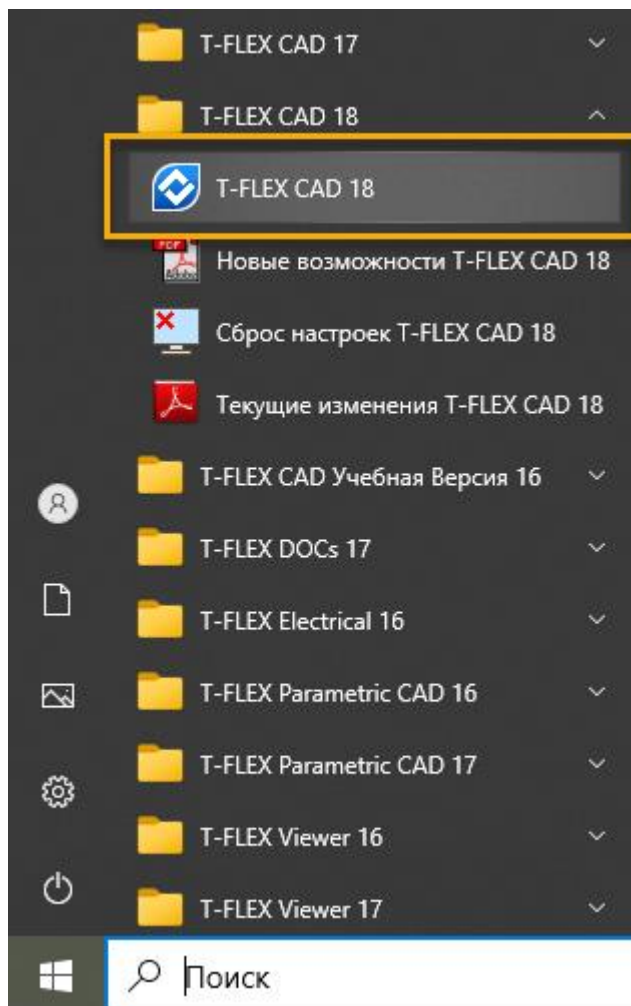 T-FLEX CAD 17
T-FLEX CAD 18
T-FLEX CAD 18
PDF
Adobe
Новые возможности T-FLEX CAD 18
Сброс настроек T-FLEX CAD 18
Текущие изменения T-FLEX CAD 18
T-FLEX CAD Учебная Версия 16
T-FLEX DOCs 17
T-FLEX Electrical 16
T-FLEX Parametric CAD 16
T-FLEX Parametric CAD 17
T-FLEX Viewer 16
T-FLEX Viewer 17
Поиск